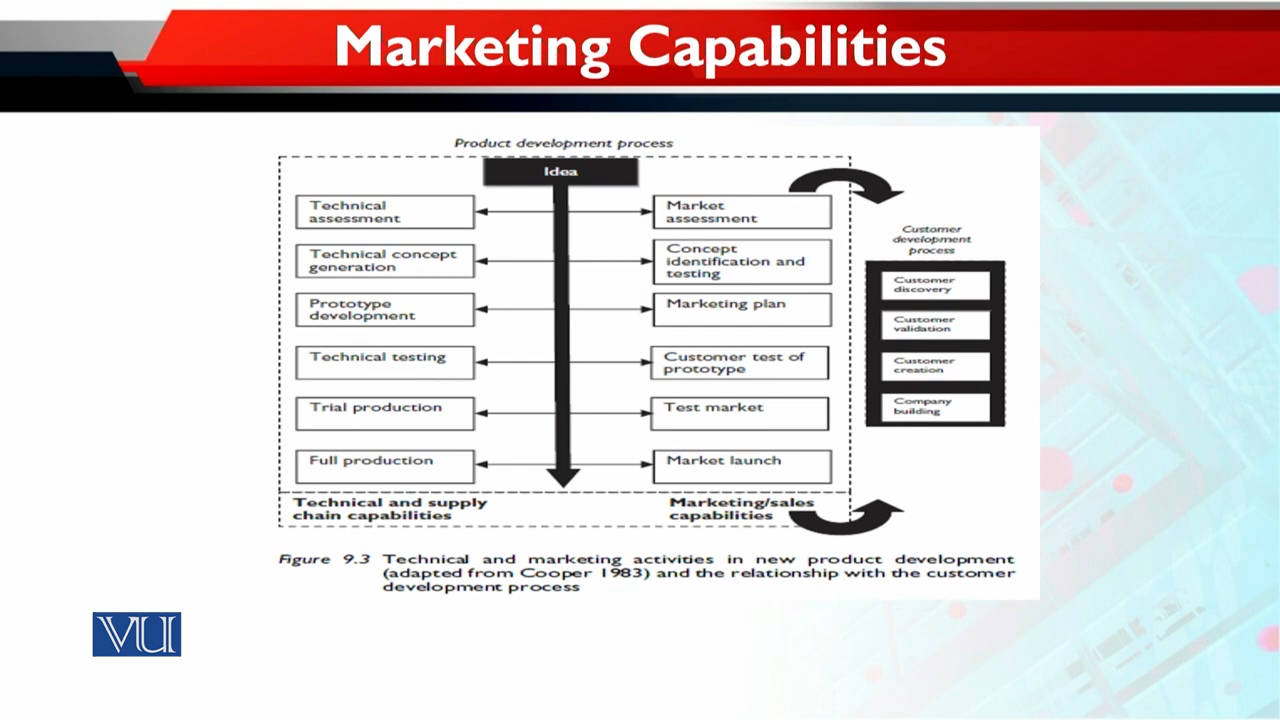 Marketing Capabilities
Product development process
Idea
Technical
assessment
Market
assessment
Technical concept
generation
Concept
identification and
testing
Prototype
development
Marketing plan
Technical testing
Customer test of
prototype
Trial production
Test market
Full production
Market launch
Technical and supply
chain capabilities
Marketing/sales
capabilities
Customer
development
process
Customer
discovery
Customer
validation
Customer
creation
Company
building
Figure 9.3 Technical and marketing activities in new product development
(adapted from Cooper 1983) and the relationship with the customer
development process
VU